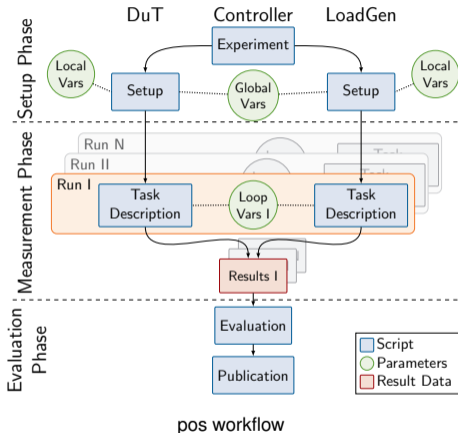 DuT Controller LoadGen
Setup Phase
Experiment
Local
Vars
Setup
Global
Vars
Setup
Local
Vars
Measurement Phase
Run N
Run II
Run I
Task
Description
Loop
Vars I
Task
Description
Results I
Evaluation
Phase
Evaluation
Publication
Script
Parameters
Result Data
pos workflow